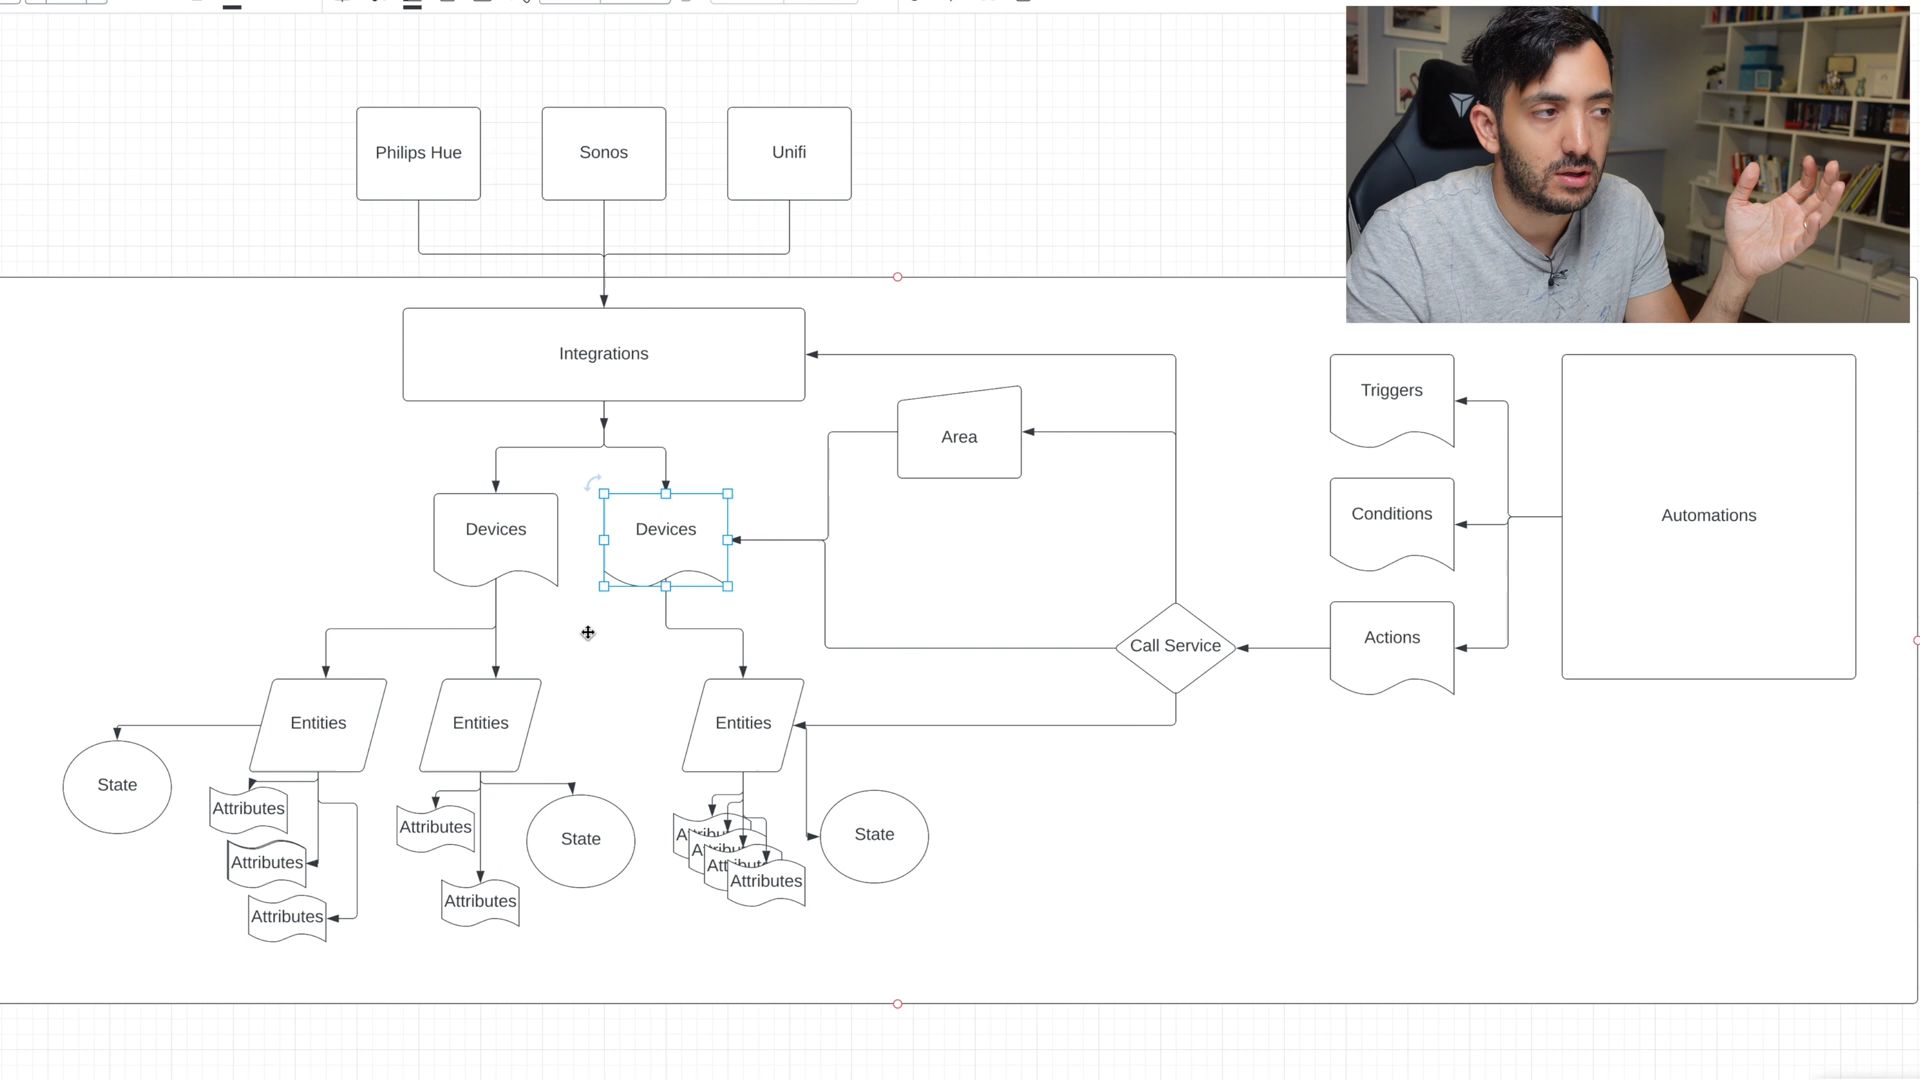 Philips Hue
Sonos
Unifi
Integrations
Area
Triggers
Conditions
Automations
Devices
Devices
Call Service
Actions
Entities
Entities
Entities
State
Attributes
Attributes
Attributes
Attributes
State
Attributes
Attributes
State